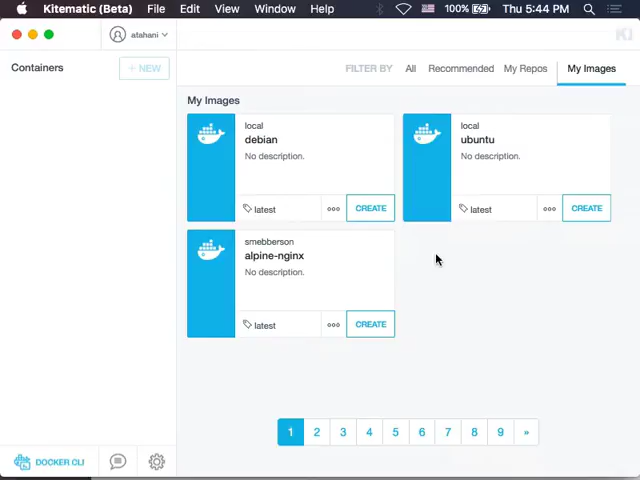 Kitematic (Beta) File Edit View Window Help 100% Thu 5:44 PM
atahani
Containers
+ NEW
FILTER BY All Recommended My Repos My Images
My Images
local
debian
No description.
latest
CREATE
local
ubuntu
No description.
latest
CREATE
smebberson
alpine-nginx
No description.
latest
CREATE
1 2 3 4 5 6 7 8 9 »
DOCKER CLI